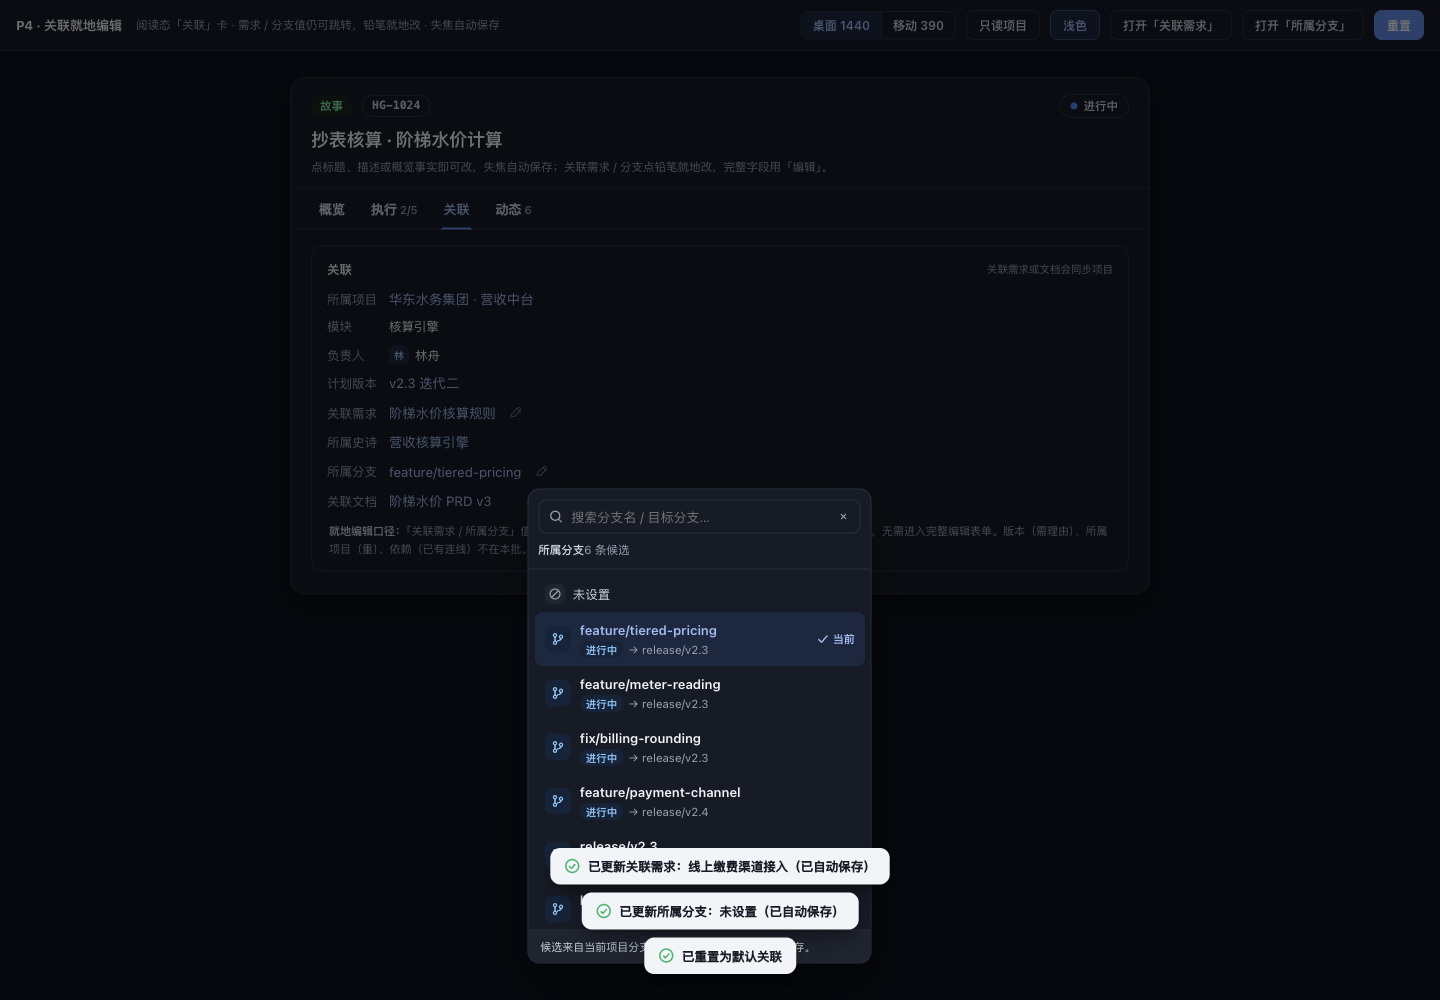 P4 · 关联就地编辑 阅读态「关联」卡 · 需求 / 分支值仍可跳转，铅笔就地改 · 失焦自动保存 桌面 1440 移动 390 只读项目 浅色 打开「关联需求」 打开「所属分支」 重置
故事 HG-1024 进行中
抄表核算 · 阶梯水价计算
点标题、描述或概览事实即可改，失焦自动保存；关联需求 / 分支点铅笔就地改，完整字段用「编辑」。
概览 执行 2/5 关联 动态 6
关联 关联需求或文档会同步项目
所属项目 华东水务集团 · 营收中台
模块 核算引擎
负责人 林 林舟
计划版本 v2.3 迭代二
关联需求 阶梯水价核算规则
所属史诗 营收核算引擎
所属分支 feature/tiered-pricing
关联文档 阶梯水价 PRD v3
就地编辑口径：「关联需求 / 所属分支」值 ，无需进入完整编辑表单。版本（需理由）、所属
项目（重）、依赖（已有连线）不在本批。
搜索分支名 / 目标分支... ×
所属分支6 条候选
未设置
feature/tiered-pricing
进行中 → release/v2.3 当前
feature/meter-reading
进行中 → release/v2.3
fix/billing-rounding
进行中 → release/v2.3
feature/payment-channel
进行中 → release/v2.4
release/v2.3
已更新关联需求：线上缴费渠道接入（已自动保存）
已更新所属分支：未设置（已自动保存）
候选来自当前项目分支 存。
已重置为默认关联